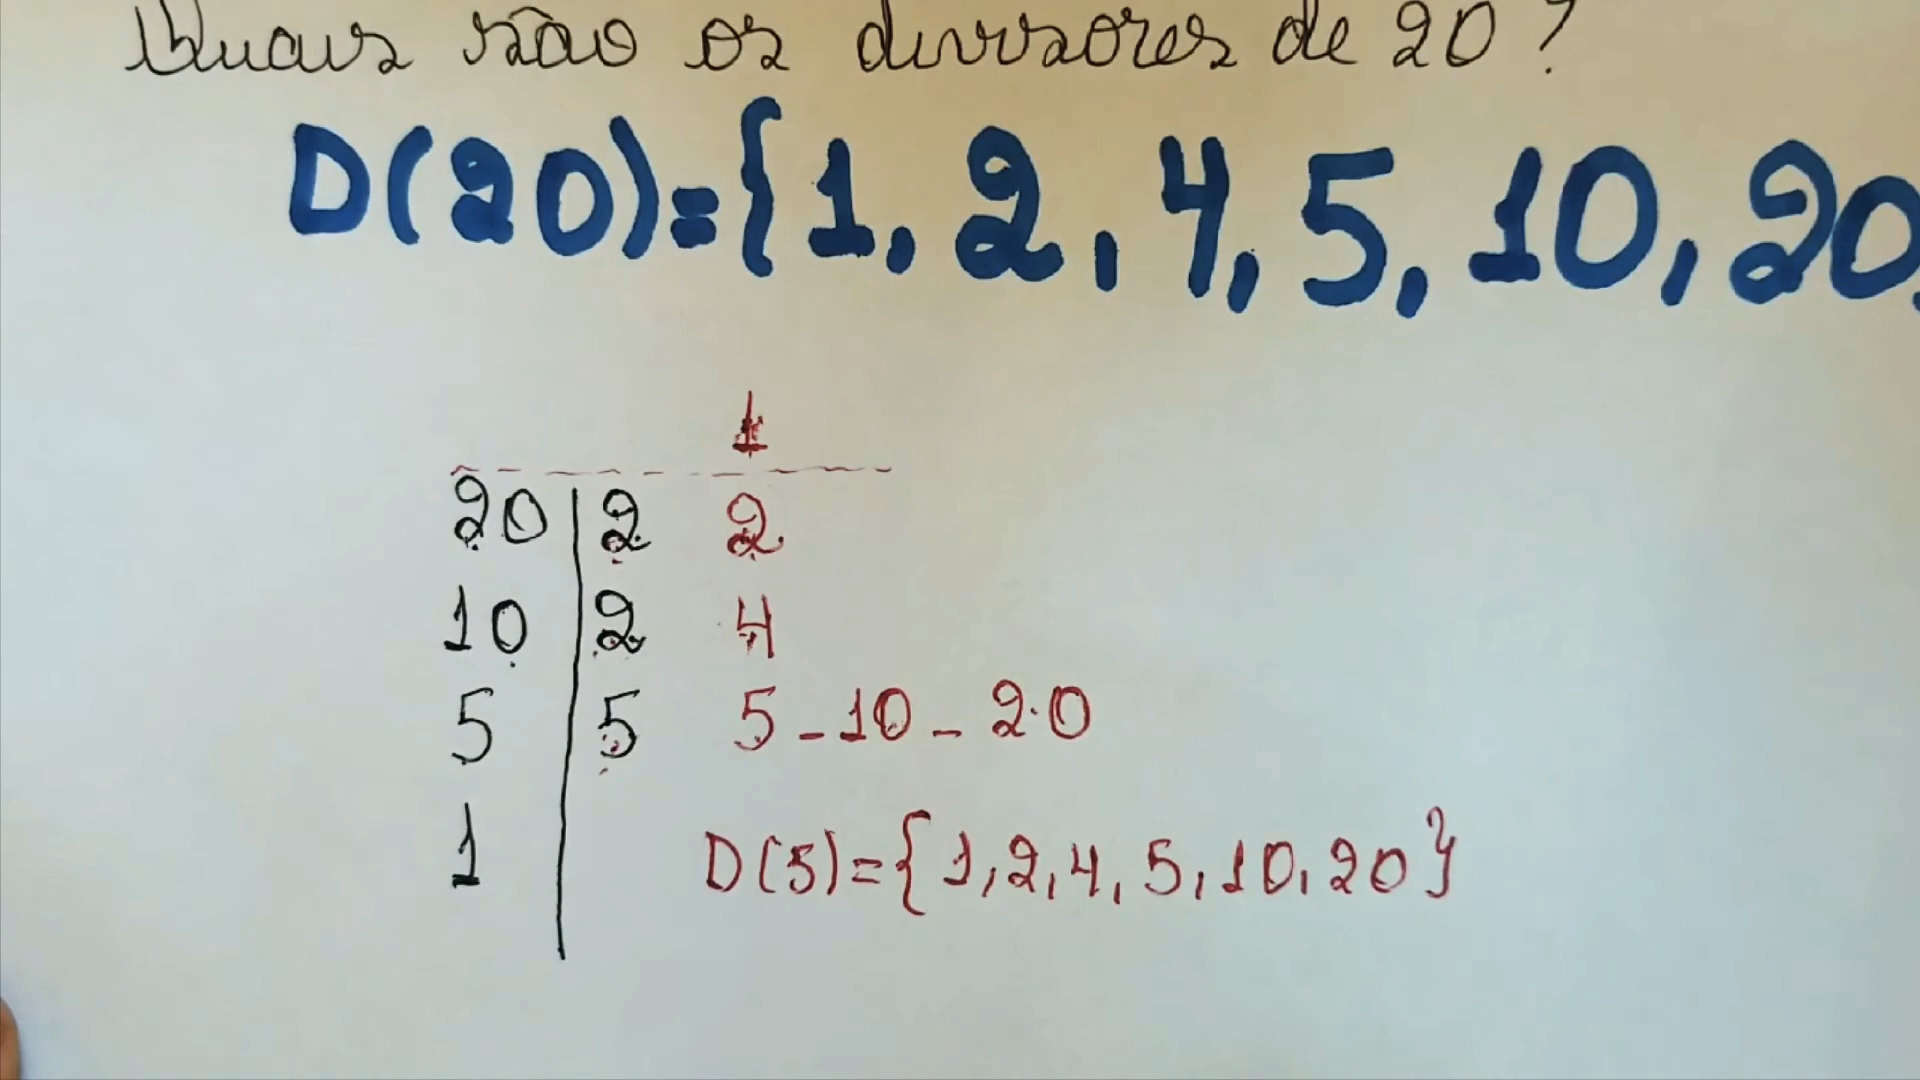 Quais são os divisores de 20?
D(20)={1, 2, 4, 5, 10, 20
1
20 2 2
10 2 4
5 5 5 - 10 - 20
1
D(5)={1, 2, 4, 5, 10, 20}